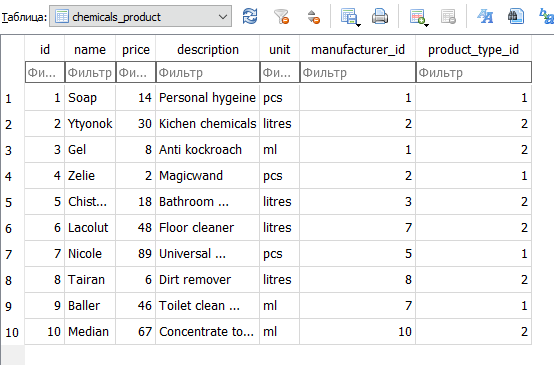 Таблица: chemicals_product
id name price description unit manufacturer_id product_type_id
Фи... Фильтр Фи... Фильтр Фи... Фильтр Фильтр
1 1 Soap 14 Personal hygeine pcs 1 1
2 2 Ytyonok 30 Kichen chemicals litres 2 2
3 3 Gel 8 Anti kockroach ml 1 2
4 4 Zelie 2 Magicwand pcs 2 1
5 5 Chist... 18 Bathroom ... litres 3 2
6 6 Lacolut 48 Floor cleaner litres 7 2
7 7 Nicole 89 Universal ... pcs 5 1
8 8 Tairan 6 Dirt remover litres 8 2
9 9 Baller 46 Toilet clean ... ml 7 1
10 10 Median 67 Concentrate to... ml 10 2